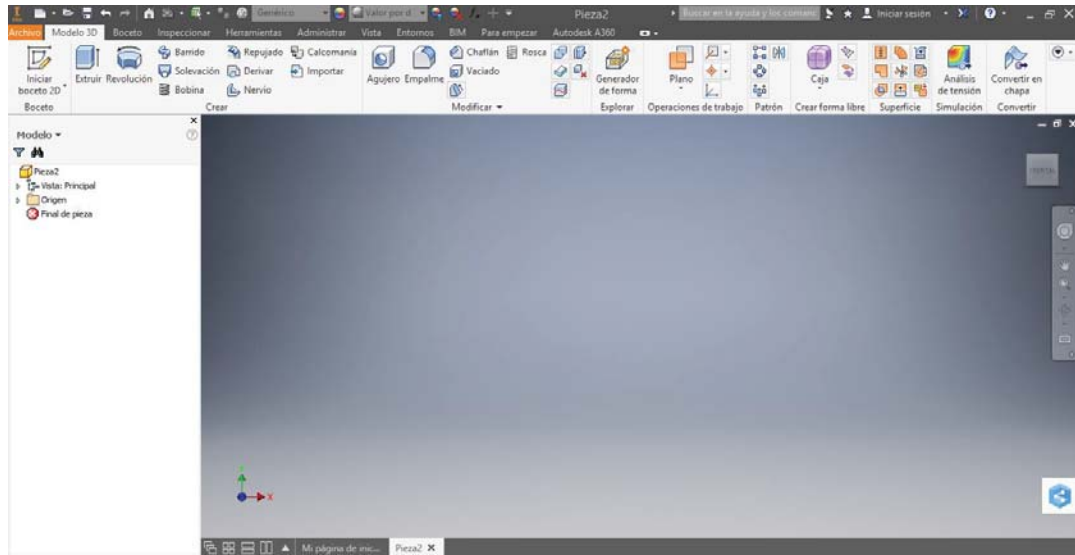 Genérico Valor por d. Pieza2 Buscar en la ayuda y los comanc Iniciar sesión
Archivo Modelo 3D Boceto Inspeccionar Herramientas Administrar Vista Entornos BIM Para empezar Autodesk A360
Iniciar boceto 2D
Extruir Revolución
Barrido
Solevación
Bobina
Repujado
Derivar
Nervio
Calcomanía
Importar
Agujero Empalme
Chaflán
Vaciado
Rosca
Generador de forma
Plano
Caja
Análisis de tensión
Convertir en chapa
Boceto Crear Modificar Explorar Operaciones de trabajo Patrón Crear forma libre Superficie Simulación Convertir
Modelo
Pieza2
Vista: Principal
Origen
Final de pieza
X
Mi página de inic... Pieza2